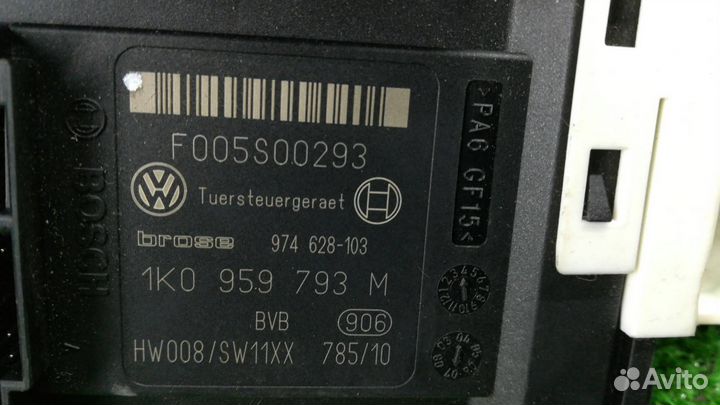 F005S00293
VW
Tuersteuergeraet
brose 974 628-103
1K0 959 793 M
BVB 906
HW008/SW11XX 785/10
>PA6 GF15<
BOSCH
Avito